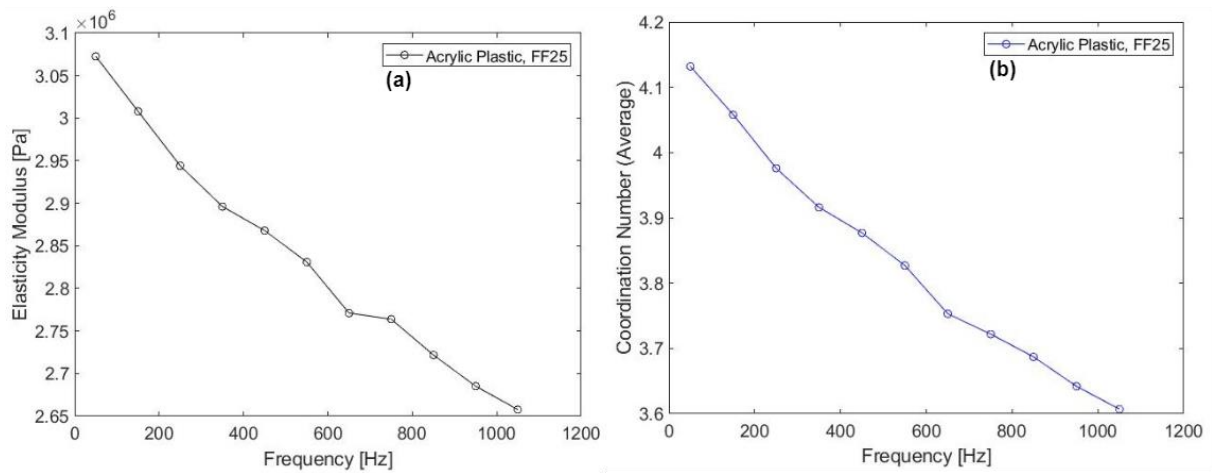 ×10⁶
3.1
3.05
3
2.95
2.9
2.85
2.8
2.75
2.7
2.65
Elasticity Modulus [Pa]
0 200 400 600 800 1000 1200
Frequency [Hz]
Acrylic Plastic, FF25
(a)
4.2
4.1
4
3.9
3.8
3.7
3.6
Coordination Number (Average)
0 200 400 600 800 1000 1200
Frequency [Hz]
Acrylic Plastic, FF25
(b)